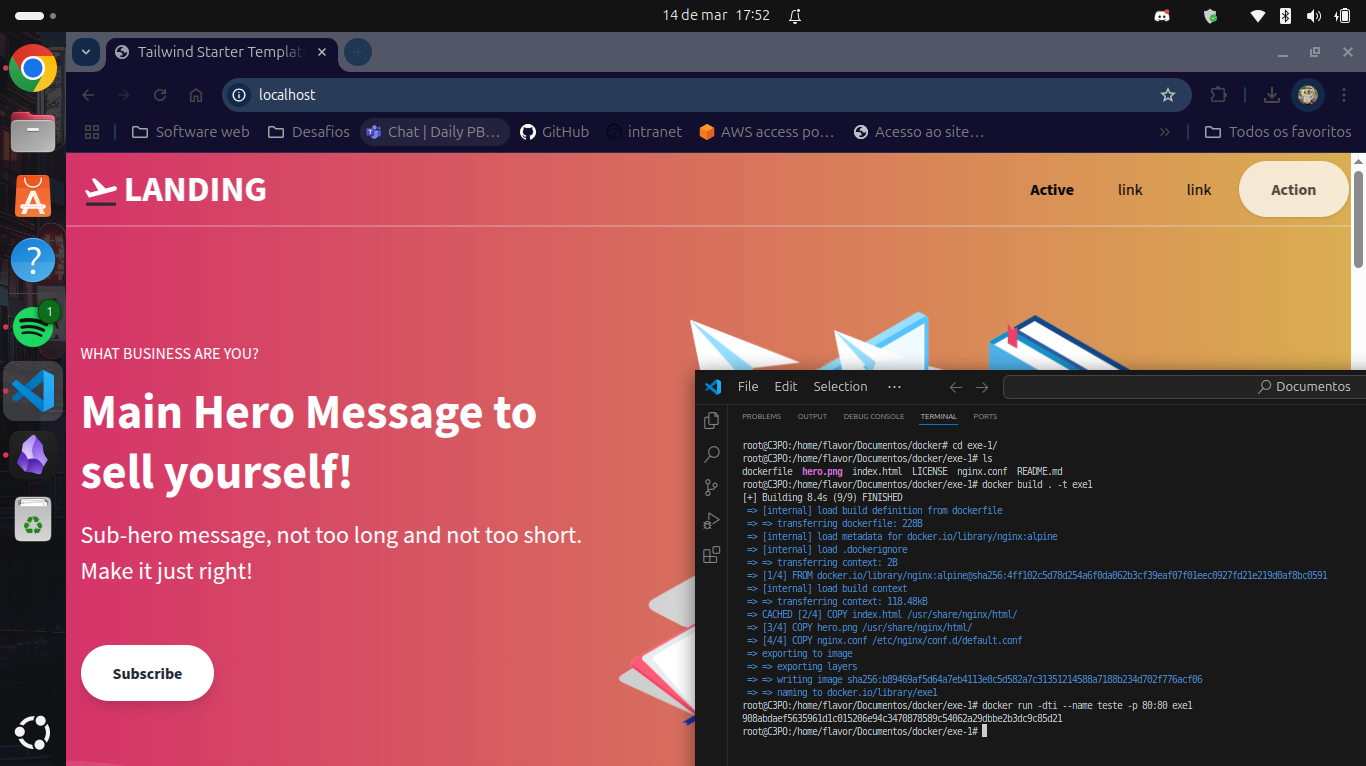 14 de mar 17:52
Tailwind Starter Templat
localhost
Software web
Desafios
Chat | Daily PB…
GitHub
intranet
AWS access po…
Acesso ao site…
»
Todos os favoritos
LANDING
Active
link
link
Action
1
WHAT BUSINESS ARE YOU?
Main Hero Message to
sell yourself!
Sub-hero message, not too long and not too short.
Make it just right!
Subscribe
File Edit Selection ···
Documentos
PROBLEMS OUTPUT DEBUG CONSOLE TERMINAL PORTS
root@C3PO:/home/flavor/Documentos/docker# cd exe-1/
root@C3PO:/home/flavor/Documentos/docker/exe-1# ls
dockerfile hero.png index.html LICENSE nginx.conf README.md
root@C3PO:/home/flavor/Documentos/docker/exe-1# docker build . -t exe1
[+] Building 8.4s (9/9) FINISHED
=> [internal] load build definition from dockerfile
=> => transferring dockerfile: 228B
=> [internal] load metadata for docker.io/library/nginx:alpine
=> [internal] load .dockerignore
=> => transferring context: 2B
=> [1/4] FROM docker.io/library/nginx:alpine@sha256:4ff102c5d78d254a6f0da062b3cf39eaf07f01eec0927fd21e219d0af8bc0591
=> [internal] load build context
=> => transferring context: 118.48kB
=> CACHED [2/4] COPY index.html /usr/share/nginx/html/
=> [3/4] COPY hero.png /usr/share/nginx/html/
=> [4/4] COPY nginx.conf /etc/nginx/conf.d/default.conf
=> exporting to image
=> => exporting layers
=> => writing image sha256:b89469af5d64a7eb4113e0c5d582a7c31351214588a7188b234d702f776acf06
=> => naming to docker.io/library/exe1
root@C3PO:/home/flavor/Documentos/docker/exe-1# docker run -dti --name teste -p 80:80 exe1
908abdaef5635961d1c015206e94c3470878589c54062a29dbbe2b3dc9c85d21
root@C3PO:/home/flavor/Documentos/docker/exe-1#